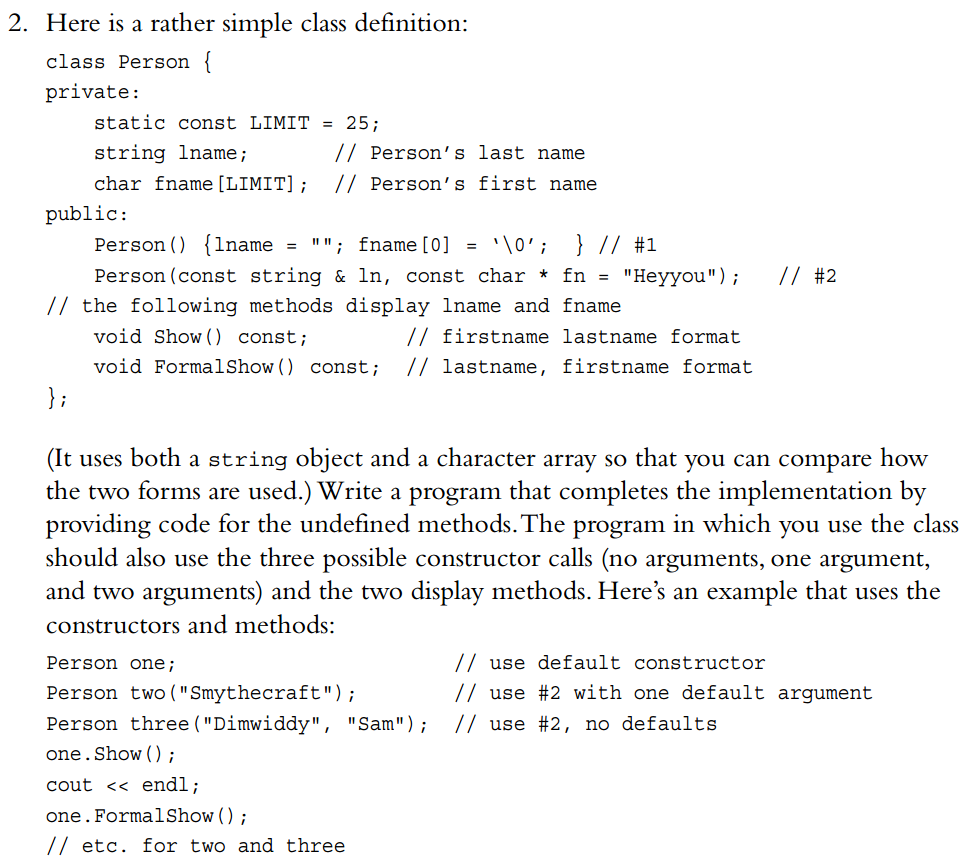 2. Here is a rather simple class definition:
class Person {
private:
    static const LIMIT = 25;
    string lname;       // Person’s last name
    char fname[LIMIT];  // Person’s first name
public:
    Person() {lname = ""; fname[0] = ‘\0’;  } // #1
    Person(const string & ln, const char * fn = "Heyyou");   // #2
// the following methods display lname and fname
    void Show() const;        // firstname lastname format
    void FormalShow() const;  // lastname, firstname format
};
(It uses both a string object and a character array so that you can compare how
the two forms are used.) Write a program that completes the implementation by
providing code for the undefined methods. The program in which you use the class
should also use the three possible constructor calls (no arguments, one argument,
and two arguments) and the two display methods. Here’s an example that uses the
constructors and methods:
Person one;                       // use default constructor
Person two("Smythecraft");        // use #2 with one default argument
Person three("Dimwiddy", "Sam");  // use #2, no defaults
one.Show();
cout << endl;
one.FormalShow();
// etc. for two and three